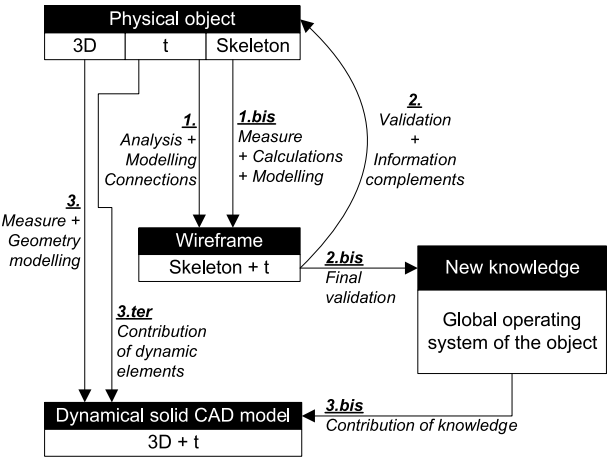 Physical object
3D
t
Skeleton
1.
Analysis +
Modelling
Connections
1.bis
Measure
+ Calculations
+ Modelling
2.
Validation
+
Information
complements
3.
Measure +
Geometry
modelling
Wireframe
Skeleton + t
2.bis
Final
validation
New knowledge
Global operating
system of the object
3.ter
Contribution
of dynamic
elements
3.bis
Contribution of knowledge
Dynamical solid CAD model
3D + t